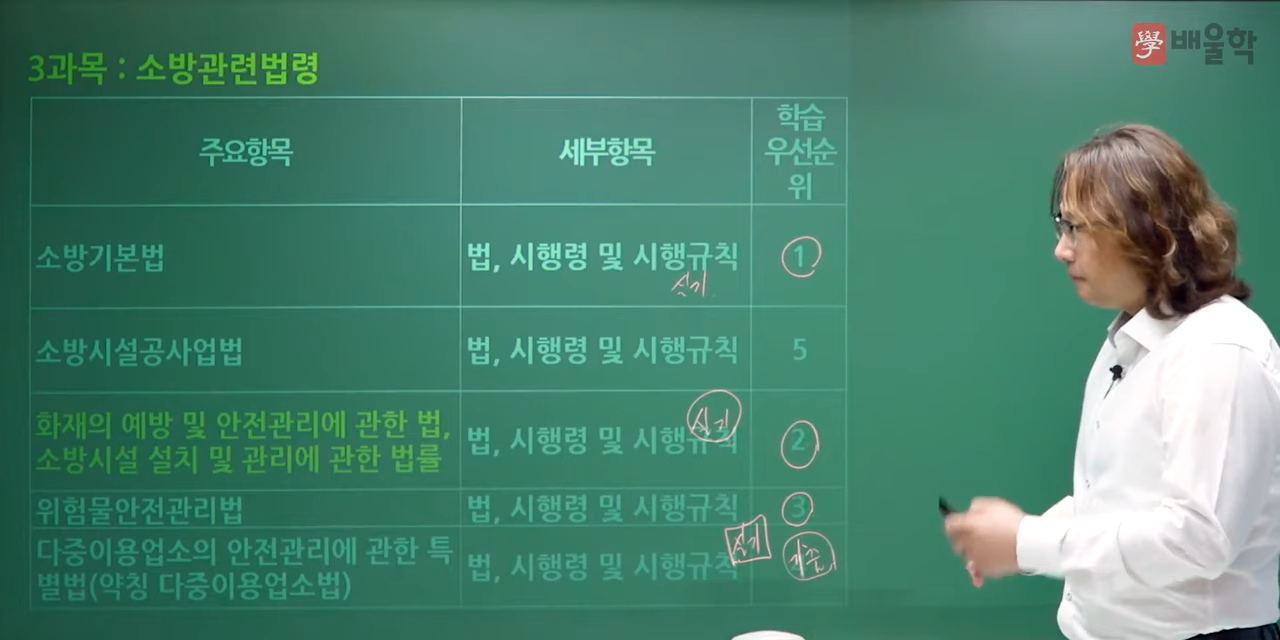 學 배울학
3과목 : 소방관련법령
주요항목
세부항목
학습
우선순
위
소방기본법
법, 시행령 및 시행규칙
1
실기
소방시설공사업법
법, 시행령 및 시행규칙
5
화재의 예방 및 안전관리에 관한 법,
소방시설 설치 및 관리에 관한 법률
법, 시행령 및 시행규칙
실기
2
위험물안전관리법
법, 시행령 및 시행규칙
3
다중이용업소의 안전관리에 관한 특
별법(약칭 다중이용업소법)
법, 시행령 및 시행규칙
실기